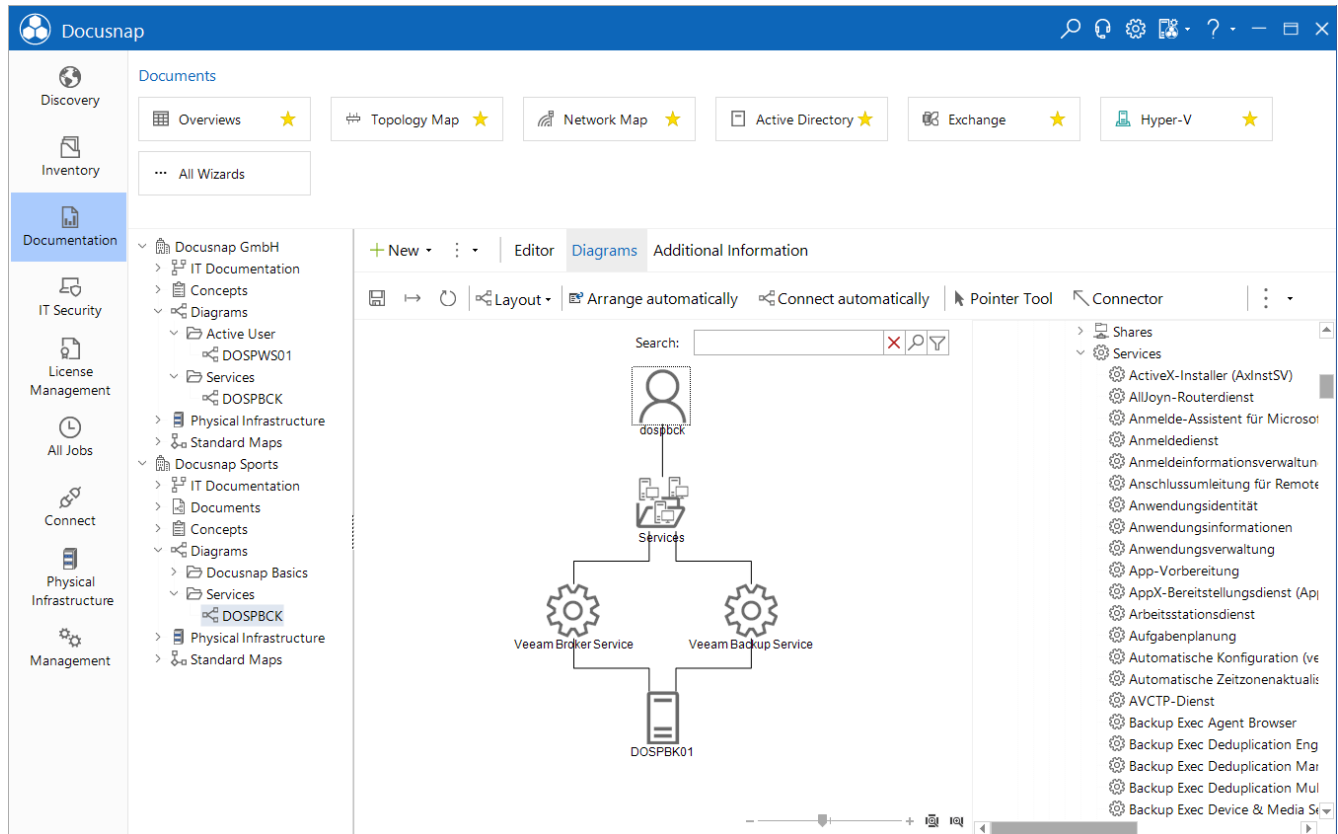 Docusnap
Discovery
Inventory
Documentation
IT Security
License
Management
All Jobs
Connect
Physical
Infrastructure
Management
Documents
Overviews
Topology Map
Network Map
Active Directory
Exchange
Hyper-V
All Wizards
Docusnap GmbH
IT Documentation
Concepts
Diagrams
Active User
DOSPWS01
Services
DOSPBCK
Physical Infrastructure
Standard Maps
Docusnap Sports
IT Documentation
Documents
Concepts
Diagrams
Docusnap Basics
Services
DOSPBCK
Physical Infrastructure
Standard Maps
New
Editor
Diagrams
Additional Information
Layout
Arrange automatically
Connect automatically
Pointer Tool
Connector
Search:
dospbck
Services
Veeam Broker Service
Veeam Backup Service
DOSPBK01
Shares
Services
ActiveX-Installer (AxInstSV)
AllJoyn-Routerdienst
Anmelde-Assistent für Microsof
Anmeldedienst
Anmeldeinformationsverwaltun
Anschlussumleitung für Remote
Anwendungsidentität
Anwendungsinformationen
Anwendungsverwaltung
App-Vorbereitung
AppX-Bereitstellungsdienst (App
Arbeitsstationsdienst
Aufgabenplanung
Automatische Konfiguration (ve
Automatische Zeitzonenaktualis
AVCTP-Dienst
Backup Exec Agent Browser
Backup Exec Deduplication Eng
Backup Exec Deduplication Mar
Backup Exec Deduplication Mul
Backup Exec Device & Media Se